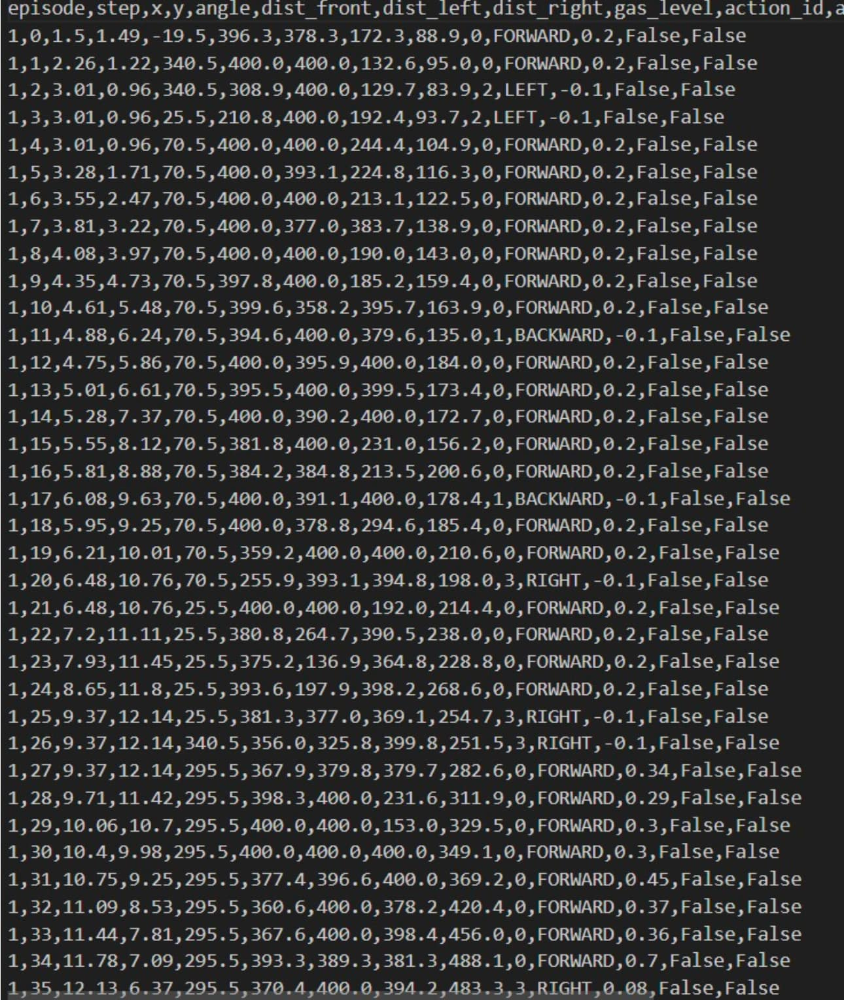 episode,step,x,y,angle,dist_front,dist_left,dist_right,gas_level,action_id,a
1,0,1.5,1.49,-19.5,396.3,378.3,172.3,88.9,0,FORWARD,0.2,False,False
1,1,2.26,1.22,340.5,400.0,400.0,132.6,95.0,0,FORWARD,0.2,False,False
1,2,3.01,0.96,340.5,308.9,400.0,129.7,83.9,2,LEFT,-0.1,False,False
1,3,3.01,0.96,25.5,210.8,400.0,192.4,93.7,2,LEFT,-0.1,False,False
1,4,3.01,0.96,70.5,400.0,400.0,244.4,104.9,0,FORWARD,0.2,False,False
1,5,3.28,1.71,70.5,400.0,393.1,224.8,116.3,0,FORWARD,0.2,False,False
1,6,3.55,2.47,70.5,400.0,400.0,213.1,122.5,0,FORWARD,0.2,False,False
1,7,3.81,3.22,70.5,400.0,377.0,383.7,138.9,0,FORWARD,0.2,False,False
1,8,4.08,3.97,70.5,400.0,400.0,190.0,143.0,0,FORWARD,0.2,False,False
1,9,4.35,4.73,70.5,397.8,400.0,185.2,159.4,0,FORWARD,0.2,False,False
1,10,4.61,5.48,70.5,399.6,358.2,395.7,163.9,0,FORWARD,0.2,False,False
1,11,4.88,6.24,70.5,394.6,400.0,379.6,135.0,1,BACKWARD,-0.1,False,False
1,12,4.75,5.86,70.5,400.0,395.9,400.0,184.0,0,FORWARD,0.2,False,False
1,13,5.01,6.61,70.5,395.5,400.0,399.5,173.4,0,FORWARD,0.2,False,False
1,14,5.28,7.37,70.5,400.0,390.2,400.0,172.7,0,FORWARD,0.2,False,False
1,15,5.55,8.12,70.5,381.8,400.0,231.0,156.2,0,FORWARD,0.2,False,False
1,16,5.81,8.88,70.5,384.2,384.8,213.5,200.6,0,FORWARD,0.2,False,False
1,17,6.08,9.63,70.5,400.0,391.1,400.0,178.4,1,BACKWARD,-0.1,False,False
1,18,5.95,9.25,70.5,400.0,378.8,294.6,185.4,0,FORWARD,0.2,False,False
1,19,6.21,10.01,70.5,359.2,400.0,400.0,210.6,0,FORWARD,0.2,False,False
1,20,6.48,10.76,70.5,255.9,393.1,394.8,198.0,3,RIGHT,-0.1,False,False
1,21,6.48,10.76,25.5,400.0,400.0,192.0,214.4,0,FORWARD,0.2,False,False
1,22,7.2,11.11,25.5,380.8,264.7,390.5,238.0,0,FORWARD,0.2,False,False
1,23,7.93,11.45,25.5,375.2,136.9,364.8,228.8,0,FORWARD,0.2,False,False
1,24,8.65,11.8,25.5,393.6,197.9,398.2,268.6,0,FORWARD,0.2,False,False
1,25,9.37,12.14,25.5,381.3,377.0,369.1,254.7,3,RIGHT,-0.1,False,False
1,26,9.37,12.14,340.5,356.0,325.8,399.8,251.5,3,RIGHT,-0.1,False,False
1,27,9.37,12.14,295.5,367.9,379.8,379.7,282.6,0,FORWARD,0.34,False,False
1,28,9.71,11.42,295.5,398.3,400.0,231.6,311.9,0,FORWARD,0.29,False,False
1,29,10.06,10.7,295.5,400.0,400.0,153.0,329.5,0,FORWARD,0.3,False,False
1,30,10.4,9.98,295.5,400.0,400.0,400.0,349.1,0,FORWARD,0.3,False,False
1,31,10.75,9.25,295.5,377.4,396.6,400.0,369.2,0,FORWARD,0.45,False,False
1,32,11.09,8.53,295.5,360.6,400.0,378.2,420.4,0,FORWARD,0.37,False,False
1,33,11.44,7.81,295.5,367.6,400.0,398.4,456.0,0,FORWARD,0.36,False,False
1,34,11.78,7.09,295.5,393.3,389.3,381.3,488.1,0,FORWARD,0.7,False,False
1,35,12.13,6.37,295.5,370.4,400.0,394.2,483.3,3,RIGHT,0.08,False,False